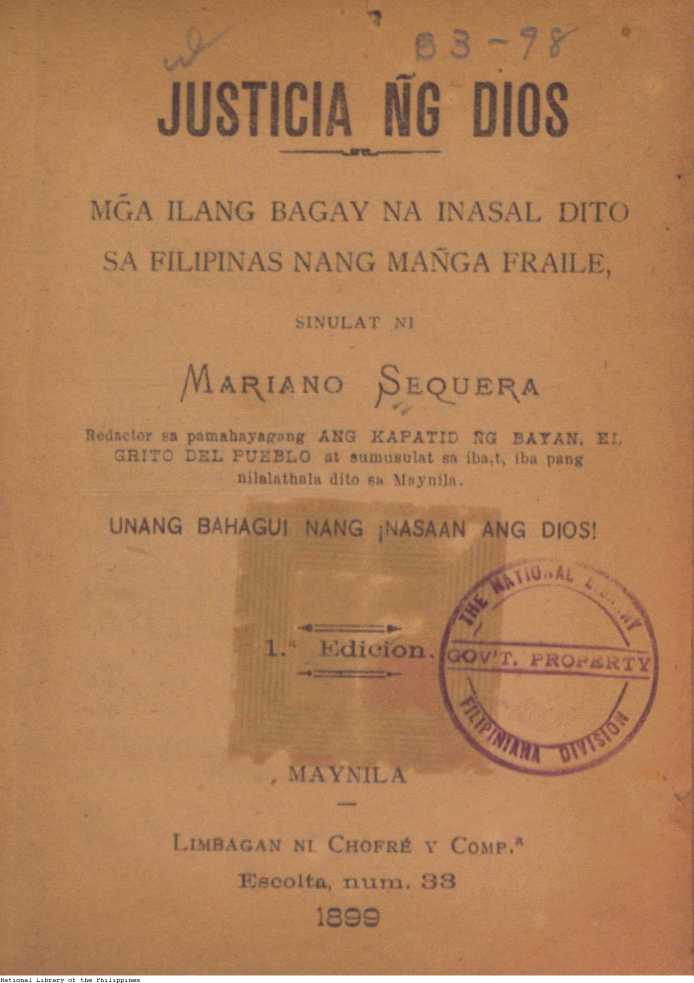 B3-98
JUSTICIA ÑG DIOS
MG̃A ILANG BAGAY NA INASAL DITO
SA FILIPINAS NANG MAÑGA FRAILE,
SINULAT NI
MARIANO SEQUERA
Redactor sa pamahayagang ANG KAPATID ÑG BAYAN, EL
GRITO DEL PUEBLO at sumusulat sa iba,t, iba pang
nilalathala dito sa Maynila.
UNANG BAHAGUI NANG ¡NASAAN ANG DIOS!
1.ª Edicion.
THE NATIONAL LIBRARY
GOV'T. PROPERTY
FILIPINIANA DIVISION
MAYNILA
LIMBAGAN NI CHOFRÉ Y COMP.ª
Escolta, num. 33
1899
National Library of the Philippines